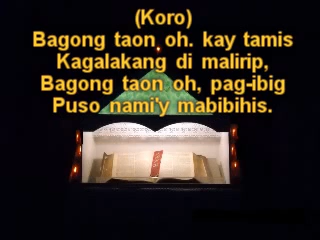 (Koro)
Bagong taon oh. kay tamis
Kagalakang di malirip,
Bagong taon oh, pag-ibig
Puso nami'y mabibihis.